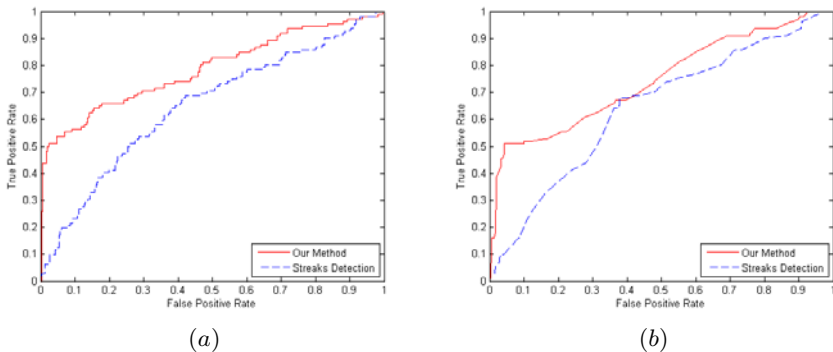 1
0.9
0.8
0.7
0.6
0.5
0.4
0.3
0.2
0.1
0
True Positive Rate
Our Method
Streaks Detection
0 0.1 0.2 0.3 0.4 0.5 0.6 0.7 0.8 0.9 1
False Positive Rate
(a)
1
0.9
0.8
0.7
0.6
0.5
0.4
0.3
0.2
0.1
0
True Positive Rate
Our Method
Streaks Detection
0 0.1 0.2 0.3 0.4 0.5 0.6 0.7 0.8 0.9 1
False Positive Rate
(b)